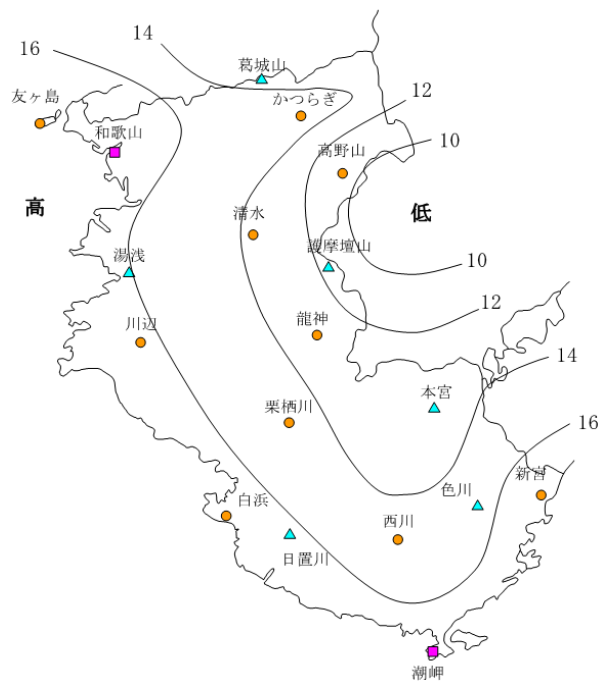 14
16
葛城山
友ヶ島
かつらぎ
12
和歌山
高野山
10
高
清水
低
護摩壇山
湯浅
10
12
川辺
龍神
14
本宮
栗栖川
16
新宮
色川
白浜
西川
日置川
潮岬